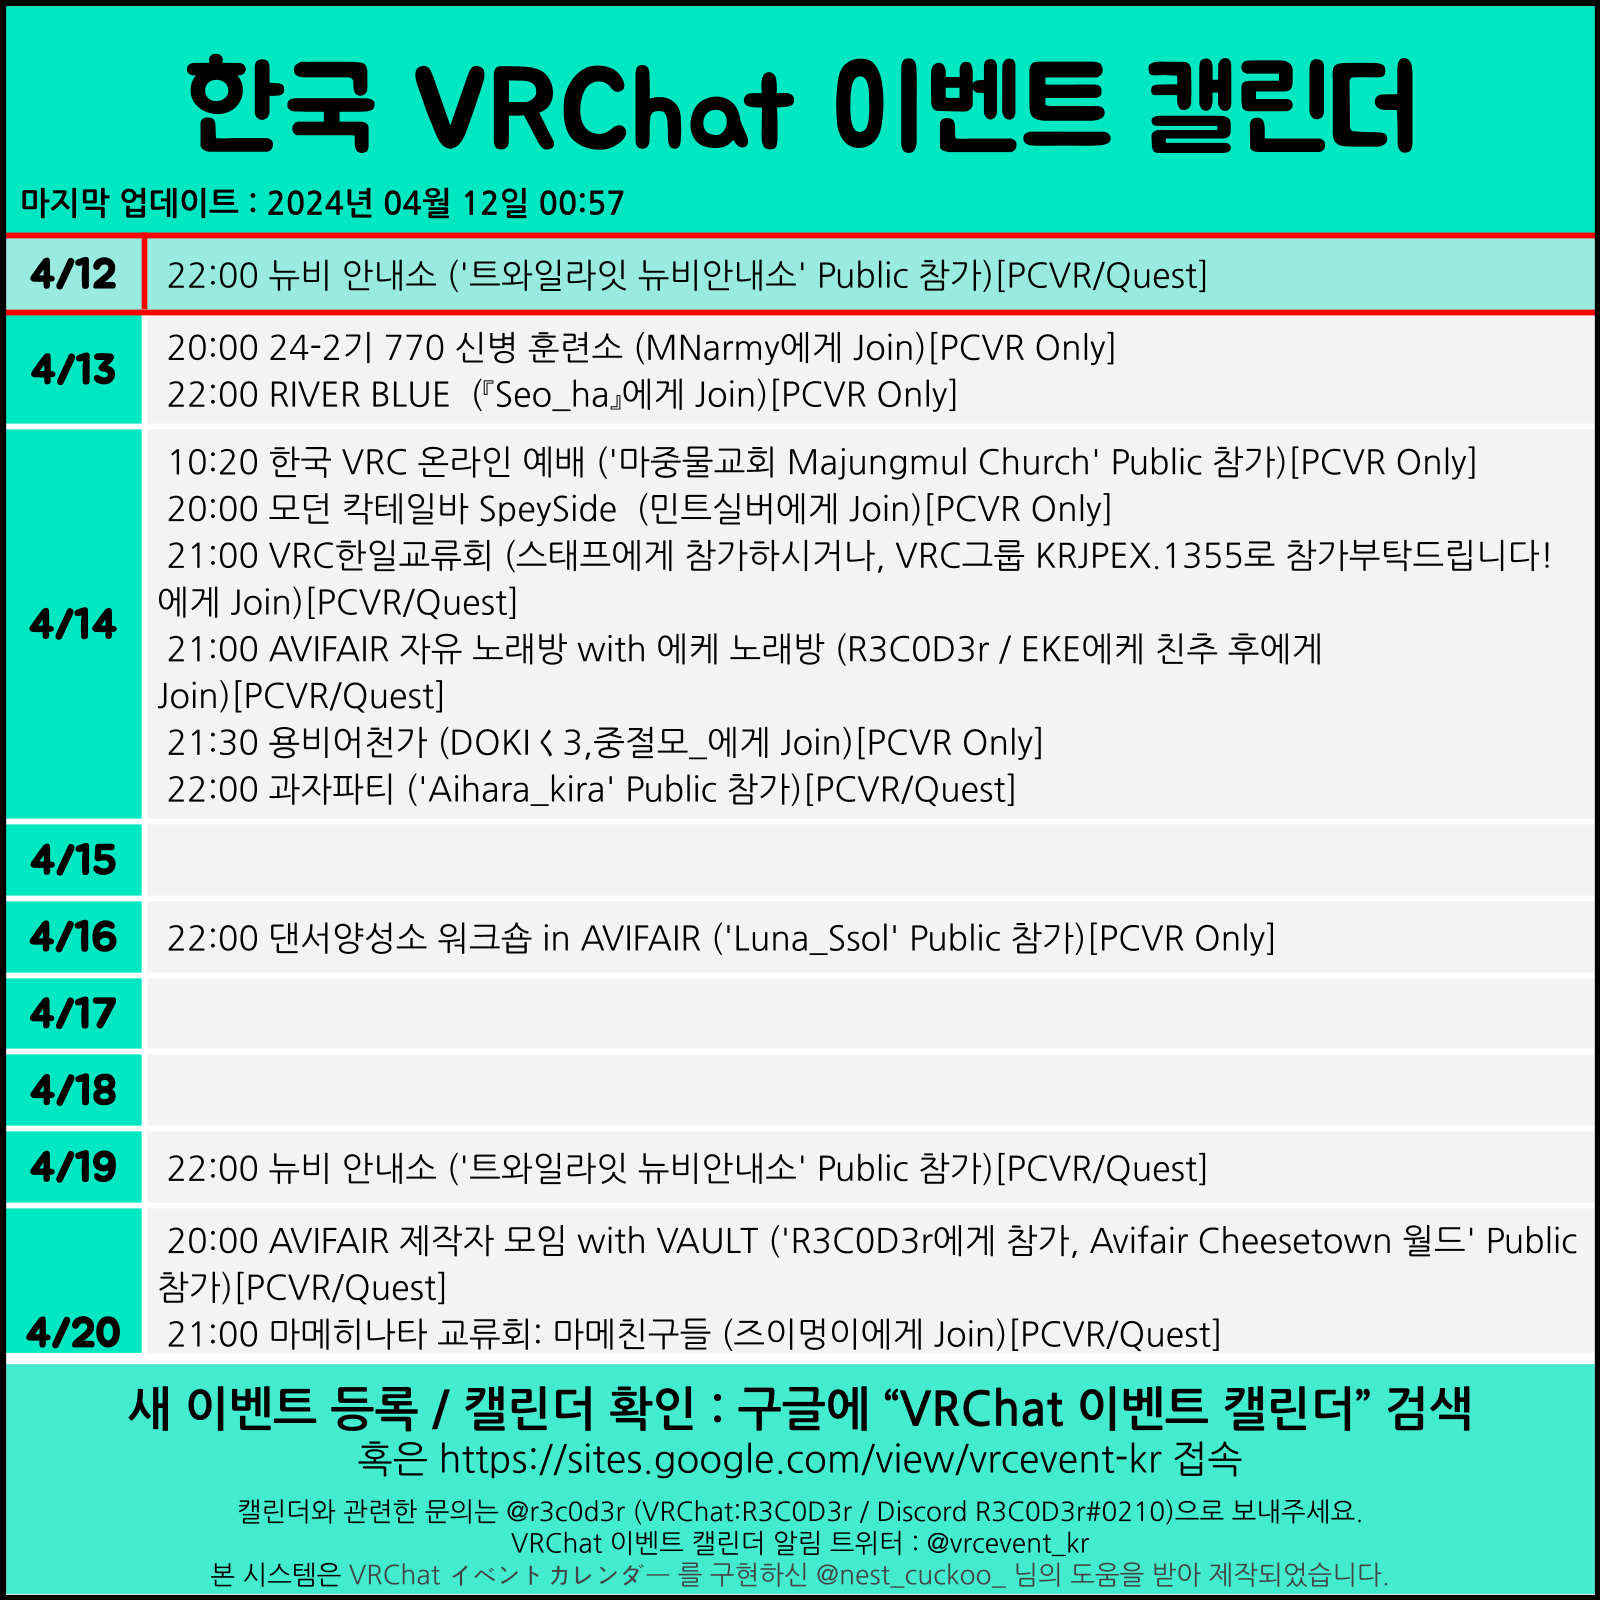 한국 VRChat 이벤트 캘린더
마지막 업데이트 : 2024년 04월 12일 00:57
4/12
22:00 뉴비 안내소 ('트와일라잇 뉴비안내소' Public 참가)[PCVR/Quest]
4/13
20:00 24-2기 770 신병 훈련소 (MNarmy에게 Join)[PCVR Only]
22:00 RIVER BLUE (『Seo_ha』에게 Join)[PCVR Only]
4/14
10:20 한국 VRC 온라인 예배 ('마중물교회 Majungmul Church' Public 참가)[PCVR Only]
20:00 모던 칵테일바 SpeySide (민트실버에게 Join)[PCVR Only]
21:00 VRC한일교류회 (스태프에게 참가하시거나, VRC그룹 KRJPEX.1355로 참가부탁드립니다!
에게 Join)[PCVR/Quest]
21:00 AVIFAIR 자유 노래방 with 에케 노래방 (R3C0D3r / EKE에케 친추 후에게
Join)[PCVR/Quest]
21:30 용비어천가 (DOKIく3,중절모_에게 Join)[PCVR Only]
22:00 과자파티 ('Aihara_kira' Public 참가)[PCVR/Quest]
4/15
4/16
22:00 댄서양성소 워크숍 in AVIFAIR ('Luna_Ssol' Public 참가)[PCVR Only]
4/17
4/18
4/19
22:00 뉴비 안내소 ('트와일라잇 뉴비안내소' Public 참가)[PCVR/Quest]
4/20
20:00 AVIFAIR 제작자 모임 with VAULT ('R3C0D3r에게 참가, Avifair Cheesetown 월드' Public
참가)[PCVR/Quest]
21:00 마메히나타 교류회: 마메친구들 (즈이멍이에게 Join)[PCVR/Quest]
새 이벤트 등록 / 캘린더 확인 : 구글에 “VRChat 이벤트 캘린더” 검색
혹은 https://sites.google.com/view/vrcevent-kr 접속
캘린더와 관련한 문의는 @r3c0d3r (VRChat:R3C0D3r / Discord R3C0D3r#0210)으로 보내주세요.
VRChat 이벤트 캘린더 알림 트위터 : @vrcevent_kr
본 시스템은 VRChat イベントカレンダー 를 구현하신 @nest_cuckoo_ 님의 도움을 받아 제작되었습니다.